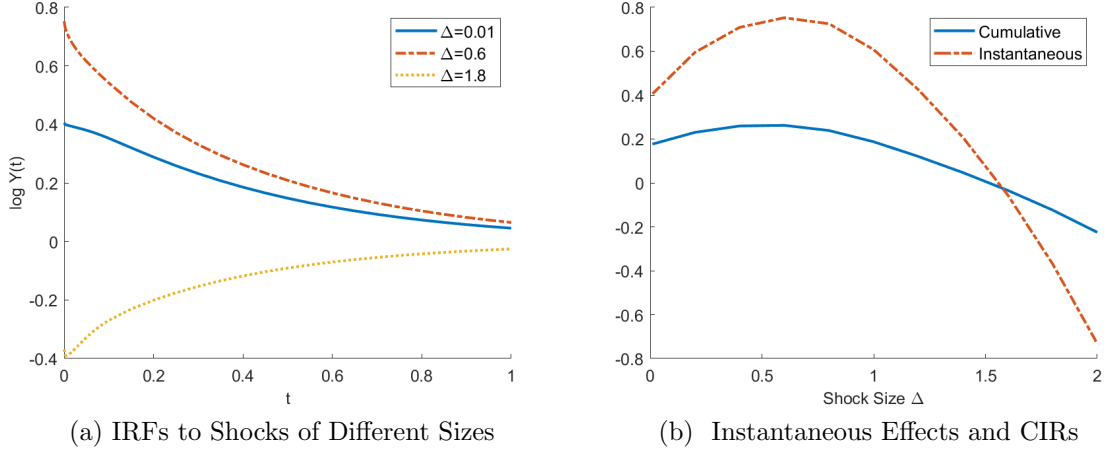 0.8
0.6
0.4
0.2
0
-0.2
-0.4
log Y(t)
0
0.2
0.4
0.6
0.8
1
t
Δ=0.01
Δ=0.6
Δ=1.8
(a) IRFs to Shocks of Different Sizes
0.8
0.6
0.4
0.2
0
-0.2
-0.4
-0.6
-0.8
0
0.5
1
1.5
2
Shock Size Δ
Cumulative
Instantaneous
(b) Instantaneous Effects and CIRs